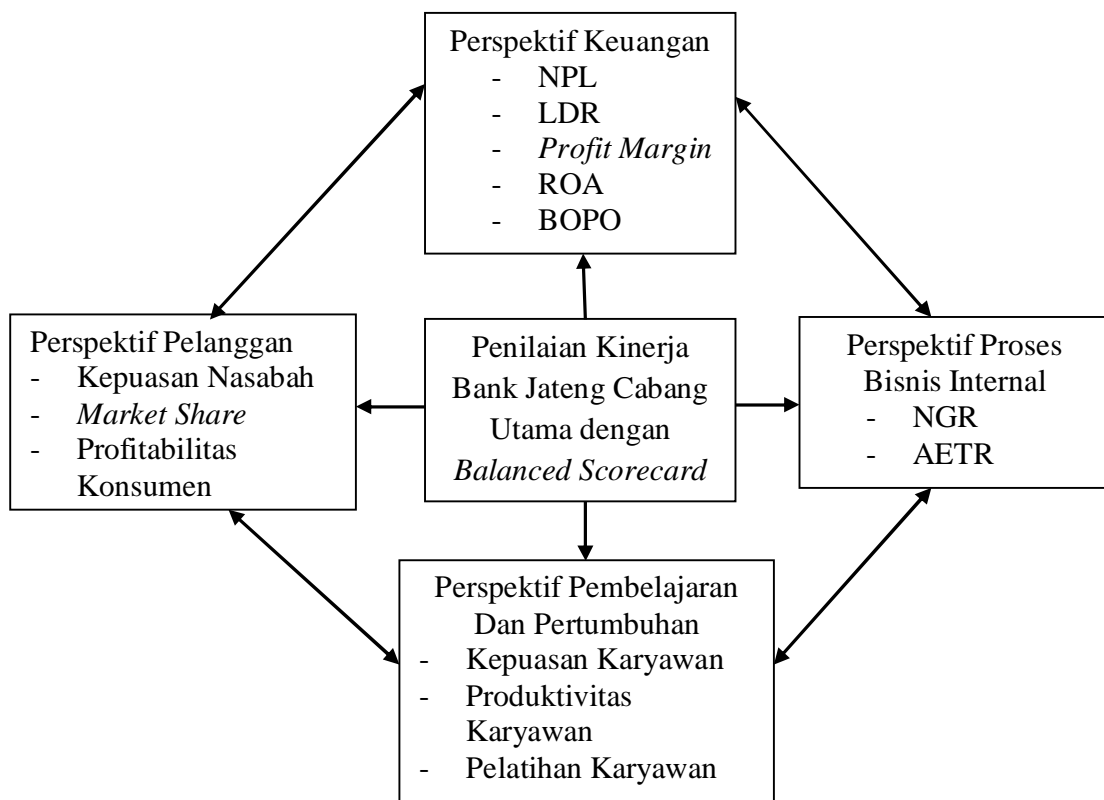 Perspektif Keuangan
- NPL
- LDR
- Profit Margin
- ROA
- BOPO
Perspektif Pelanggan
- Kepuasan Nasabah
- Market Share
- Profitabilitas
Konsumen
Penilaian Kinerja
Bank Jateng Cabang
Utama dengan
Balanced Scorecard
Perspektif Proses
Bisnis Internal
- NGR
- AETR
Perspektif Pembelajaran
Dan Pertumbuhan
- Kepuasan Karyawan
- Produktivitas
Karyawan
- Pelatihan Karyawan